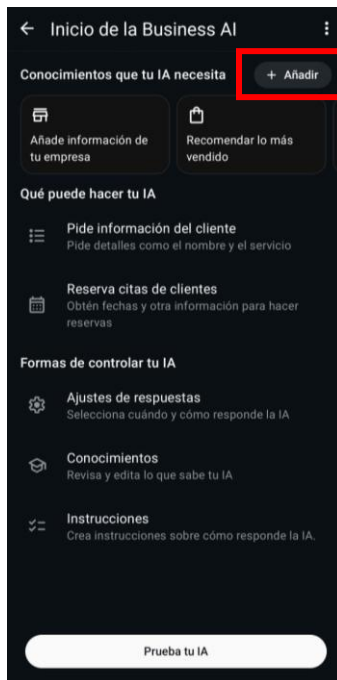 Inicio de la Business AI
Conocimientos que tu IA necesita
+ Añadir
Añade información de
tu empresa
Recomendar lo más
vendido
Qué puede hacer tu IA
Pide información del cliente
Pide detalles como el nombre y el servicio
Reserva citas de clientes
Obtén fechas y otra información para hacer
reservas
Formas de controlar tu IA
Ajustes de respuestas
Selecciona cuándo y cómo responde la IA
Conocimientos
Revisa y edita lo que sabe tu IA
Instrucciones
Crea instrucciones sobre cómo responde la IA.
Prueba tu IA